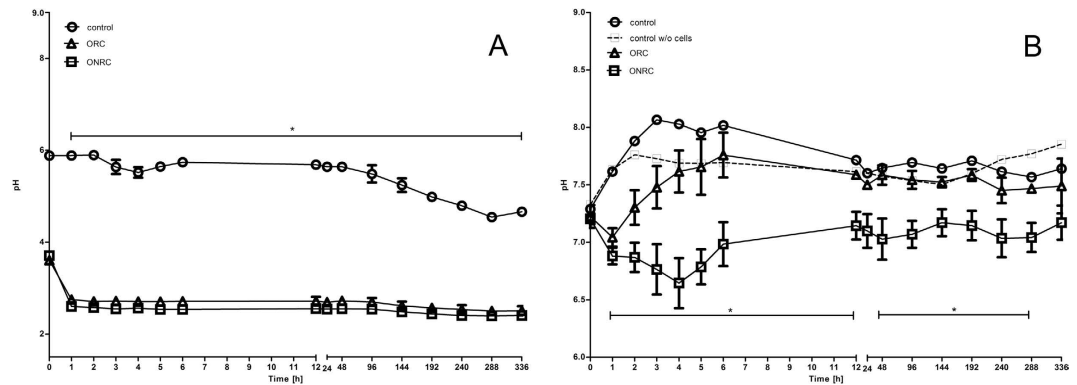 A
control
ORC
ONRC
9.0
8
6
4
2
pH
*
0 1 2 3 4 5 6 7 8 9 10 11 12 24 48 96 144 192 240 288 336
Time [h]
B
control
control w/o cells
ORC
ONRC
9.0
8.5
8.0
7.5
7.0
6.5
6.0
pH
* *
0 1 2 3 4 5 6 7 8 9 10 11 12 24 48 96 144 192 240 288 336
Time [h]